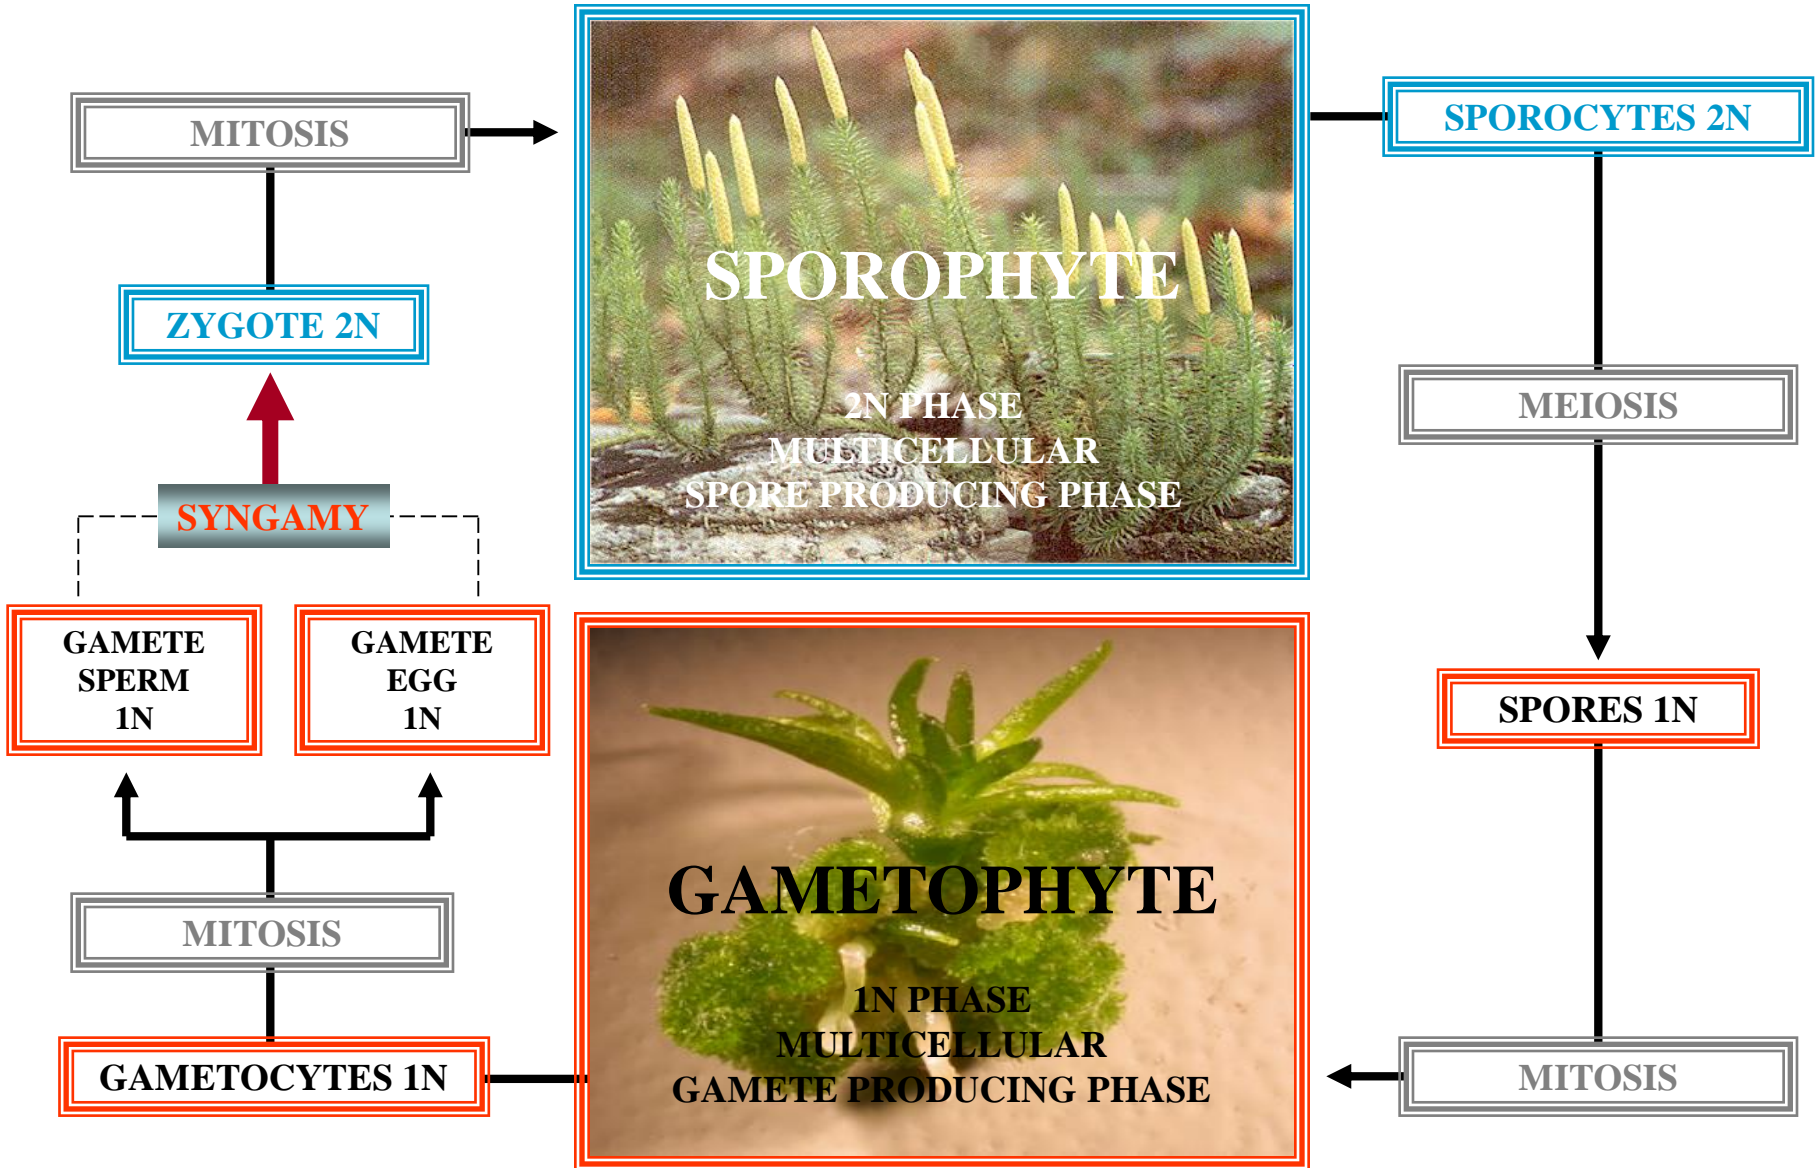 MITOSIS
SPOROPHYTE
2N PHASE
MULTICELLULAR
SPORE PRODUCING PHASE
SPOROCYTES 2N
ZYGOTE 2N
MEIOSIS
SYNGAMY
GAMETE
SPERM
1N
GAMETE
EGG
1N
SPORES 1N
GAMETOPHYTE
1N PHASE
MULTICELLULAR
GAMETE PRODUCING PHASE
MITOSIS
GAMETOCYTES 1N
MITOSIS